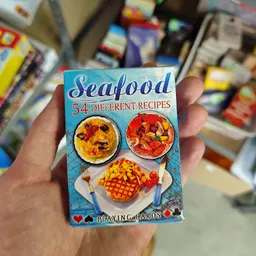 Seafood
54 DIFFERENT RECIPES
PLAYING CARDS